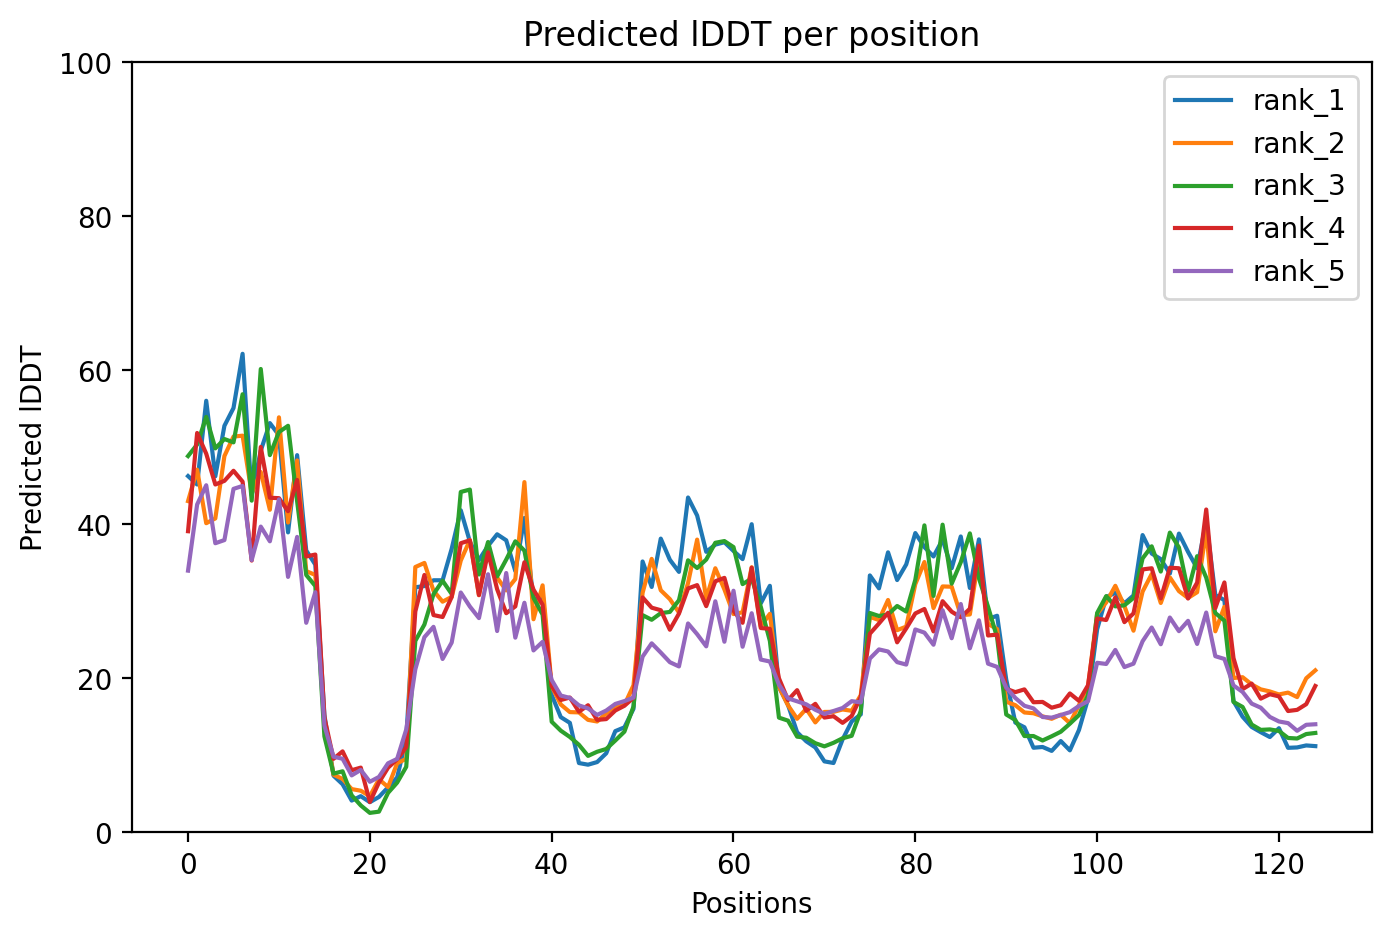 Predicted lDDT per position
100
80
60
40
20
0
Predicted lDDT
0 20 40 60 80 100 120
Positions
rank_1
rank_2
rank_3
rank_4
rank_5